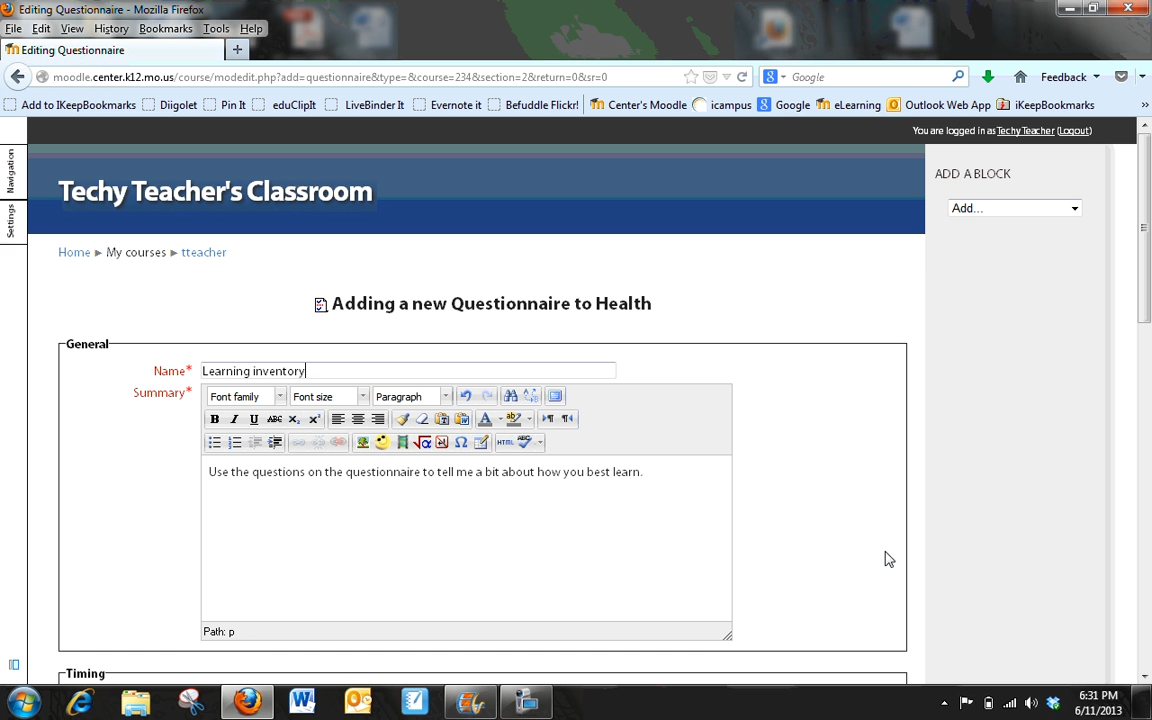 Editing Questionnaire - Mozilla Firefox
File Edit View History Bookmarks Tools Help
Editing Questionnaire
moodle.center.k12.mo.us/course/modedit.php?add=questionnaire&type=&course=234&section=2&return=0&sr=0
Google
Feedback
Add to IKeepBookmarks Diigolet Pin It eduClipIt LiveBinder It Evernote it Befuddle Flickr! Center's Moodle icampus Google eLearning Outlook Web App iKeepBookmarks
You are logged in as Techy Teacher (Logout)
Navigation
Settings
Techy Teacher's Classroom
ADD A BLOCK
Add...
Home ► My courses ► tteacher
Adding a new Questionnaire to Health
General
Name* Learning inventory
Summary*
Font family Font size Paragraph
B I U ABC
HTML ABC
Use the questions on the questionnaire to tell me a bit about how you best learn.
Path: p
Timing
6:31 PM
6/11/2013